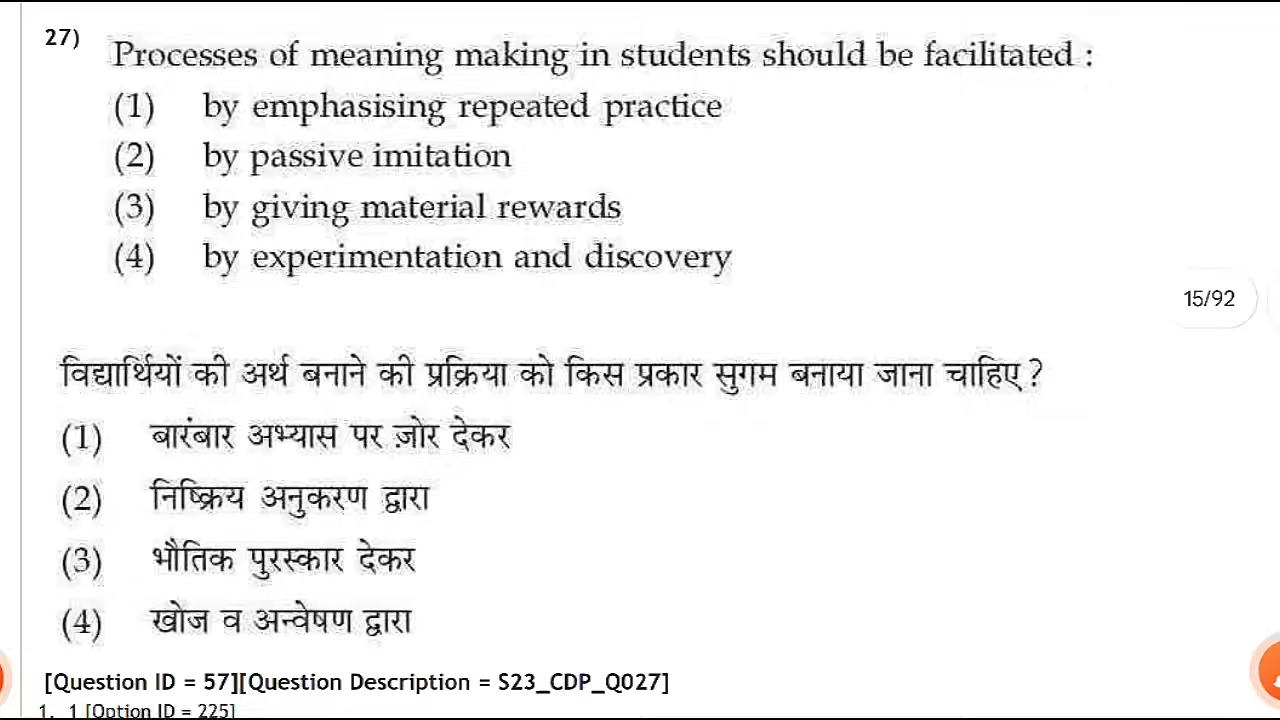 27)
Processes of meaning making in students should be facilitated :
(1) by emphasising repeated practice
(2) by passive imitation
(3) by giving material rewards
(4) by experimentation and discovery
15/92
विद्यार्थियों की अर्थ बनाने की प्रक्रिया को किस प्रकार सुगम बनाया जाना चाहिए ?
(1) बारंबार अभ्यास पर ज़ोर देकर
(2) निष्क्रिय अनुकरण द्वारा
(3) भौतिक पुरस्कार देकर
(4) खोज व अन्वेषण द्वारा
[Question ID = 57][Question Description = S23_CDP_Q027]
1. 1 [Option ID = 225]